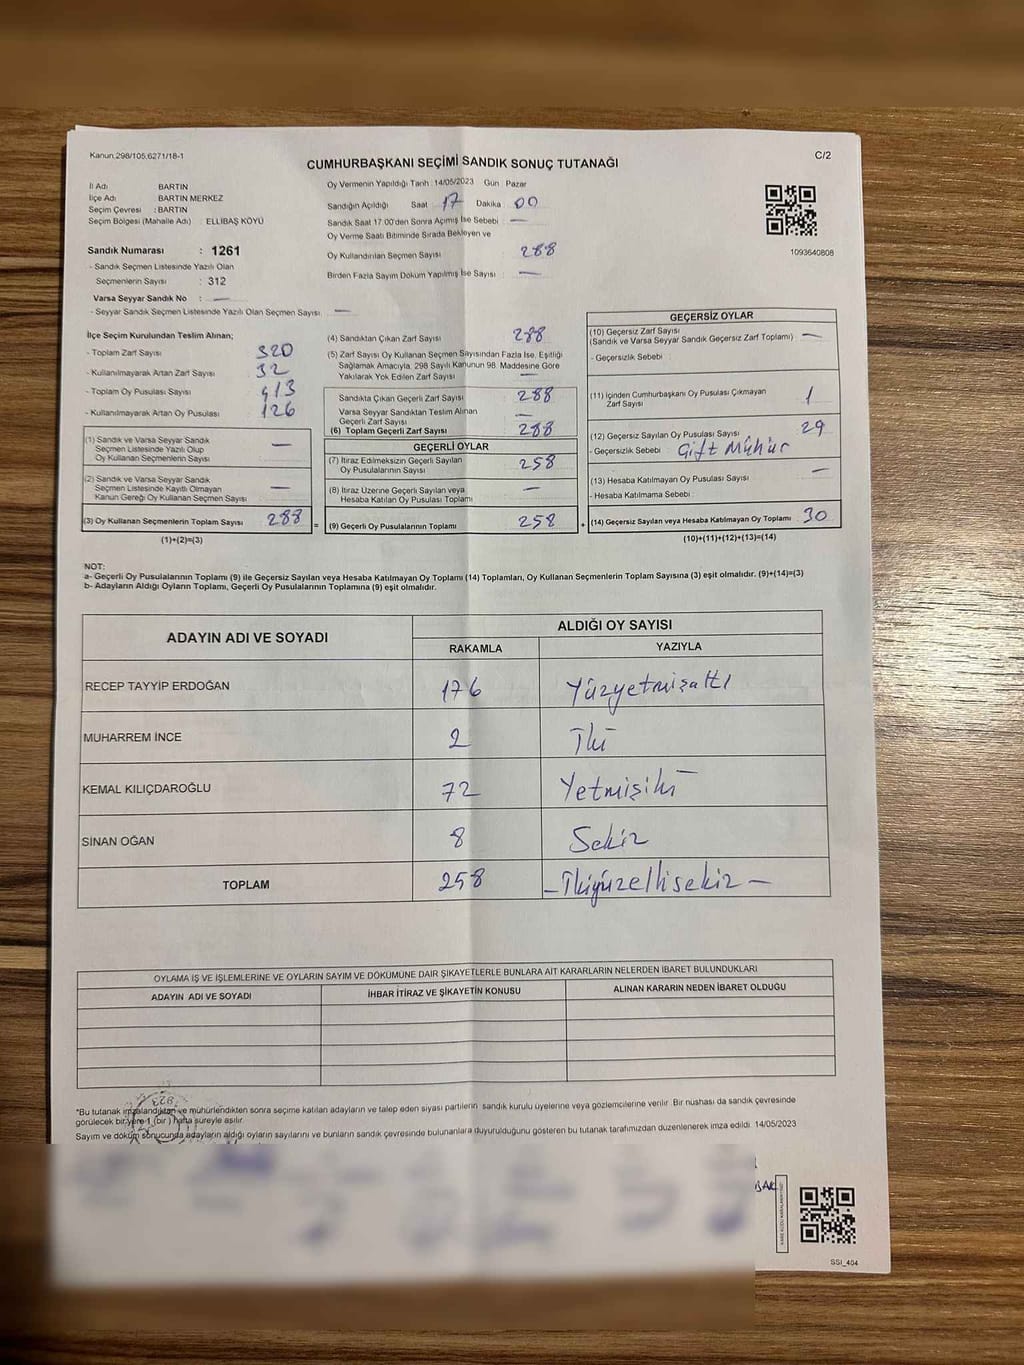 Kanun:298/105,6271/18-1
C/2
CUMHURBAŞKANI SEÇİMİ SANDIK SONUÇ TUTANAĞI
İl Adı BARTIN
İlçe Adı BARTIN MERKEZ
Seçim Çevresi : BARTIN
Seçim Bölgesi (Mahalle Adı) : ELLİBAŞ KÖYÜ
Sandık Numarası : 1261
- Sandık Seçmen Listesinde Yazılı Olan
Seçmenlerin Sayısı : 312
Varsa Seyyar Sandık No : —
- Seyyar Sandık Seçmen Listesinde Yazılı Olan Seçmen Sayısı. —
Oy Vermenin Yapıldığı Tarih :14/05/2023 Gün Pazar
Sandığın Açıldığı Saat 17 Dakika 00
Sandık Saat 17:00'den Sonra Açımış İse Sebebi : —
Oy Verme Saati Bitiminde Sırada Bekleyen ve
Oy Kullandırılan Seçmen Sayısı 288
Birden Fazla Sayım Döküm Yapılmış İse Sayısı : —
1093640808
İlçe Seçim Kurulundan Teslim Alınan;
- Toplam Zarf Sayısı 320
- Kullanılmayarak Artan Zarf Sayısı 32
- Toplam Oy Pusulası Sayısı 413
- Kullanılmayarak Artan Oy Pusulası 126
(1) Sandık ve Varsa Seyyar Sandık
Seçmen Listesinde Yazılı Olup
Oy Kullanan Seçmenlerin Sayısı —
(2) Sandık ve Varsa Seyyar Sandık
Seçmen Listesinde Kayıtlı Olmayan
Kanun Gereği Oy Kullanan Seçmen Sayısı —
(3) Oy Kullanan Seçmenlerin Toplam Sayısı 288 =
(1)+(2)=(3)
(4) Sandıktan Çıkan Zarf Sayısı 288
(5) Zarf Sayısı Oy Kullanan Seçmen Sayısından Fazla İse, Eşitliği
Sağlamak Amacıyla, 298 Sayılı Kanunun 98. Maddesine Göre
Yakılarak Yok Edilen Zarf Sayısı —
Sandıkta Çıkan Geçerli Zarf Sayısı 288
Varsa Seyyar Sandıktan Teslim Alınan
Geçerli Zarf Sayısı —
(6) Toplam Geçerli Zarf Sayısı 288
GEÇERLİ OYLAR
(7) İtiraz Edilmeksizin Geçerli Sayılan
Oy Pusulalarının Sayısı 258
(8) İtiraz Üzerine Geçerli Sayılan veya
Hesaba Katılan Oy Pusulası Toplamı —
(9) Geçerli Oy Pusulalarının Toplamı 258 +
GEÇERSİZ OYLAR
(10) Geçersiz Zarf Sayısı
(Sandık ve Varsa Seyyar Sandık Geçersiz Zarf Toplamı) —
- Geçersizlik Sebebi :
(11) İçinden Cumhurbaşkanı Oy Pusulası Çıkmayan
Zarf Sayısı 1
(12) Geçersiz Sayılan Oy Pusulası Sayısı 29
- Geçersizlik Sebebi : Çift Mühür
(13) Hesaba Katılmayan Oy Pusulası Sayısı —
- Hesaba Katılmama Sebebi :
(14) Geçersiz Sayılan veya Hesaba Katılmayan Oy Toplamı 30
(10)+(11)+(12)+(13)=(14)
NOT:
a- Geçerli Oy Pusulalarının Toplamı (9) ile Geçersiz Sayılan veya Hesaba Katılmayan Oy Toplamı (14) Toplamları, Oy Kullanan Seçmenlerin Toplam Sayısına (3) eşit olmalıdır. (9)+(14)=(3)
b- Adayların Aldığı Oyların Toplamı, Geçerli Oy Pusulalarının Toplamına (9) eşit olmalıdır.
ADAYIN ADI VE SOYADI ALDIĞI OY SAYISI
RAKAMLA YAZIYLA
RECEP TAYYİP ERDOĞAN 176 Yüzyetmişaltı
MUHARREM İNCE 2 İki
KEMAL KILIÇDAROĞLU 72 Yetmişiki
SİNAN OĞAN 8 Sekiz
TOPLAM 258 -İkiyüzellisekiz-
OYLAMA İŞ VE İŞLEMLERİNE VE OYLARIN SAYIM VE DÖKÜMÜNE DAİR ŞİKAYETLERLE BUNLARA AİT KARARLARIN NELERDEN İBARET BULUNDUKLARI
ADAYIN ADI VE SOYADI İHBAR İTİRAZ VE ŞİKAYETİN KONUSU ALINAN KARARIN NEDEN İBARET OLDUĞU
*Bu tutanak imzalandıktan ve mühürlendikten sonra seçime katılan adayların ve talep eden siyasi partilerin sandık kurulu üyelerine veya gözlemcilerine verilir. Bir nüshası da sandık çevresinde
görülecek bir yere 1 (bir) hafta süreyle asılır.
Sayım ve döküm sonucunda adayların aldığı oyların sayılarını ve bunların sandık çevresinde bulunanlara duyurulduğunu gösteren bu tutanak tarafımızdan düzenlenerek imza edildi. 14/05/2023
SSI_404